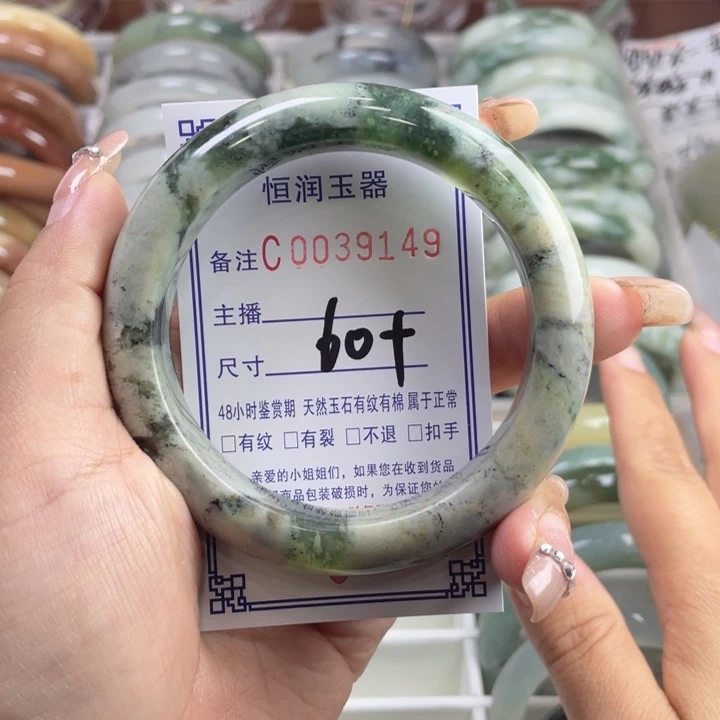 恒润玉器
备注C0039149
主播
尺寸 60+
48小时鉴赏期 天然玉石有纹有棉 属于正常
□有纹 □有裂 □不退 □扣手
亲爱的小姐姐们，如果您在收到货品
商品包装破损时，为保证您